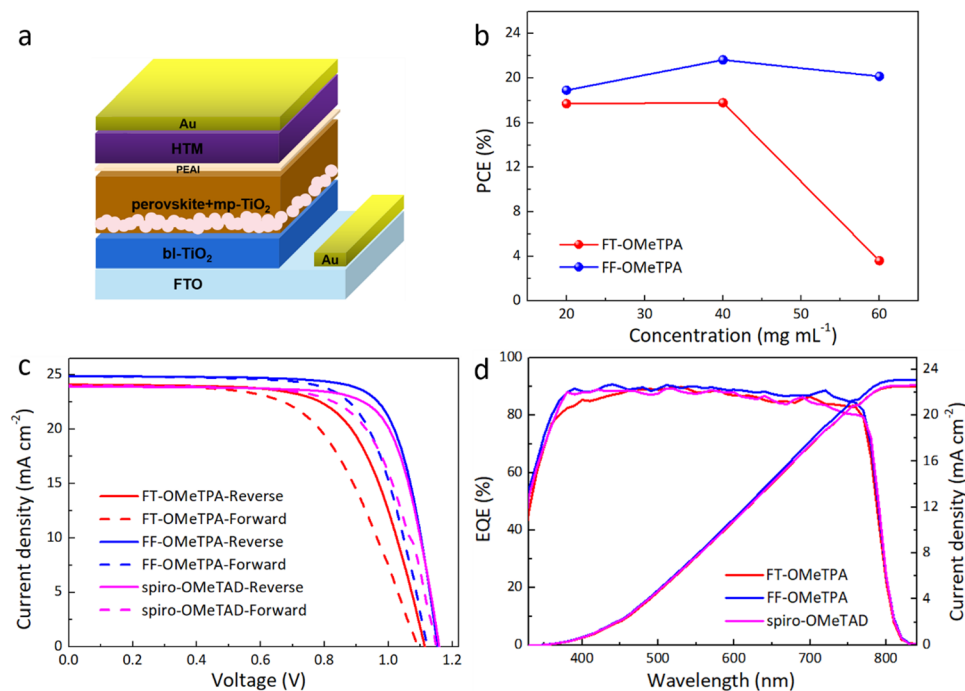 a
Au
HTM
PEAI
perovskite+mp-TiO₂
bl-TiO₂
Au
FTO
b
PCE (%)
24
20
16
12
8
4
0
FT-OMeTPA
FF-OMeTPA
20 30 40 50 60
Concentration (mg mL⁻¹)
c
Current density (mA cm⁻²)
25
20
15
10
5
0
FT-OMeTPA-Reverse
FT-OMeTPA-Forward
FF-OMeTPA-Reverse
FF-OMeTPA-Forward
spiro-OMeTAD-Reverse
spiro-OMeTAD-Forward
0.0 0.2 0.4 0.6 0.8 1.0 1.2
Voltage (V)
d
EQE (%)
100
80
60
40
20
0
FT-OMeTPA
FF-OMeTPA
spiro-OMeTAD
400 500 600 700 800
Wavelength (nm)
24
20
16
12
8
4
0
Current density (mA cm⁻²)